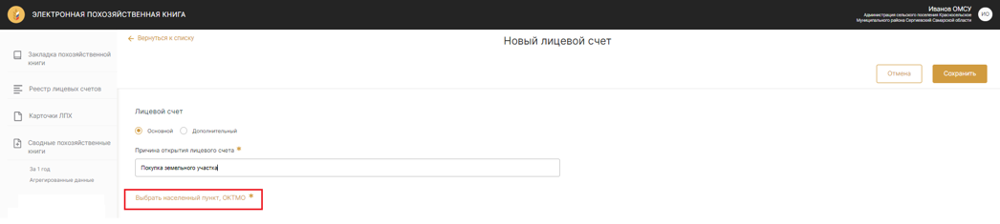 ЭЛЕКТРОННАЯ ПОХОЗЯЙСТВЕННАЯ КНИГА
Иванов ОМСУ
Администрация сельского поселения Красносельское
Муниципального района Сергиевский Самарской области
ИО
Вернуться к списку
Новый лицевой счет
Отмена
Сохранить
Закладка похозяйственной
книги
Реестр лицевых счетов
Карточки ЛПХ
Сводные похозяйственные
книги
За 1 год
Агрегированные данные
Лицевой счет
Основной
Дополнительный
Причина открытия лицевого счета *
Покупка земельного участка
Выбрать населенный пункт, ОКТМО *